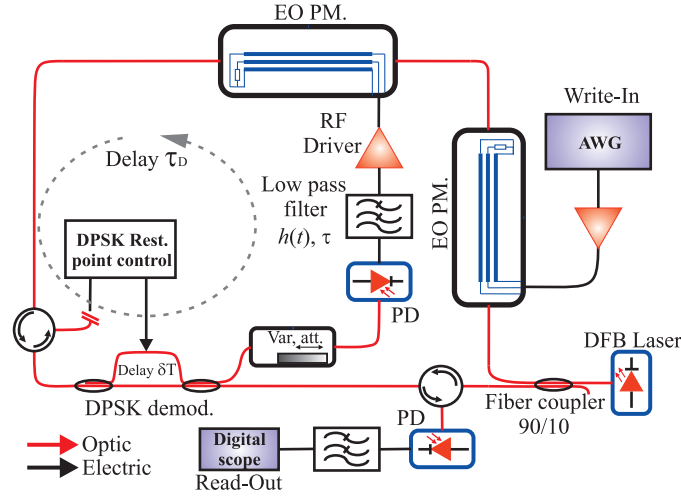 EO PM.
Write-In
AWG
RF
Driver
Delay τD
Low pass
filter
h(t), τ
EO PM.
DPSK Rest.
point control
PD
Var, att.
DFB Laser
Delay δT
DPSK demod.
PD
Fiber coupler
90/10
Optic
Electric
Digital
scope
Read-Out